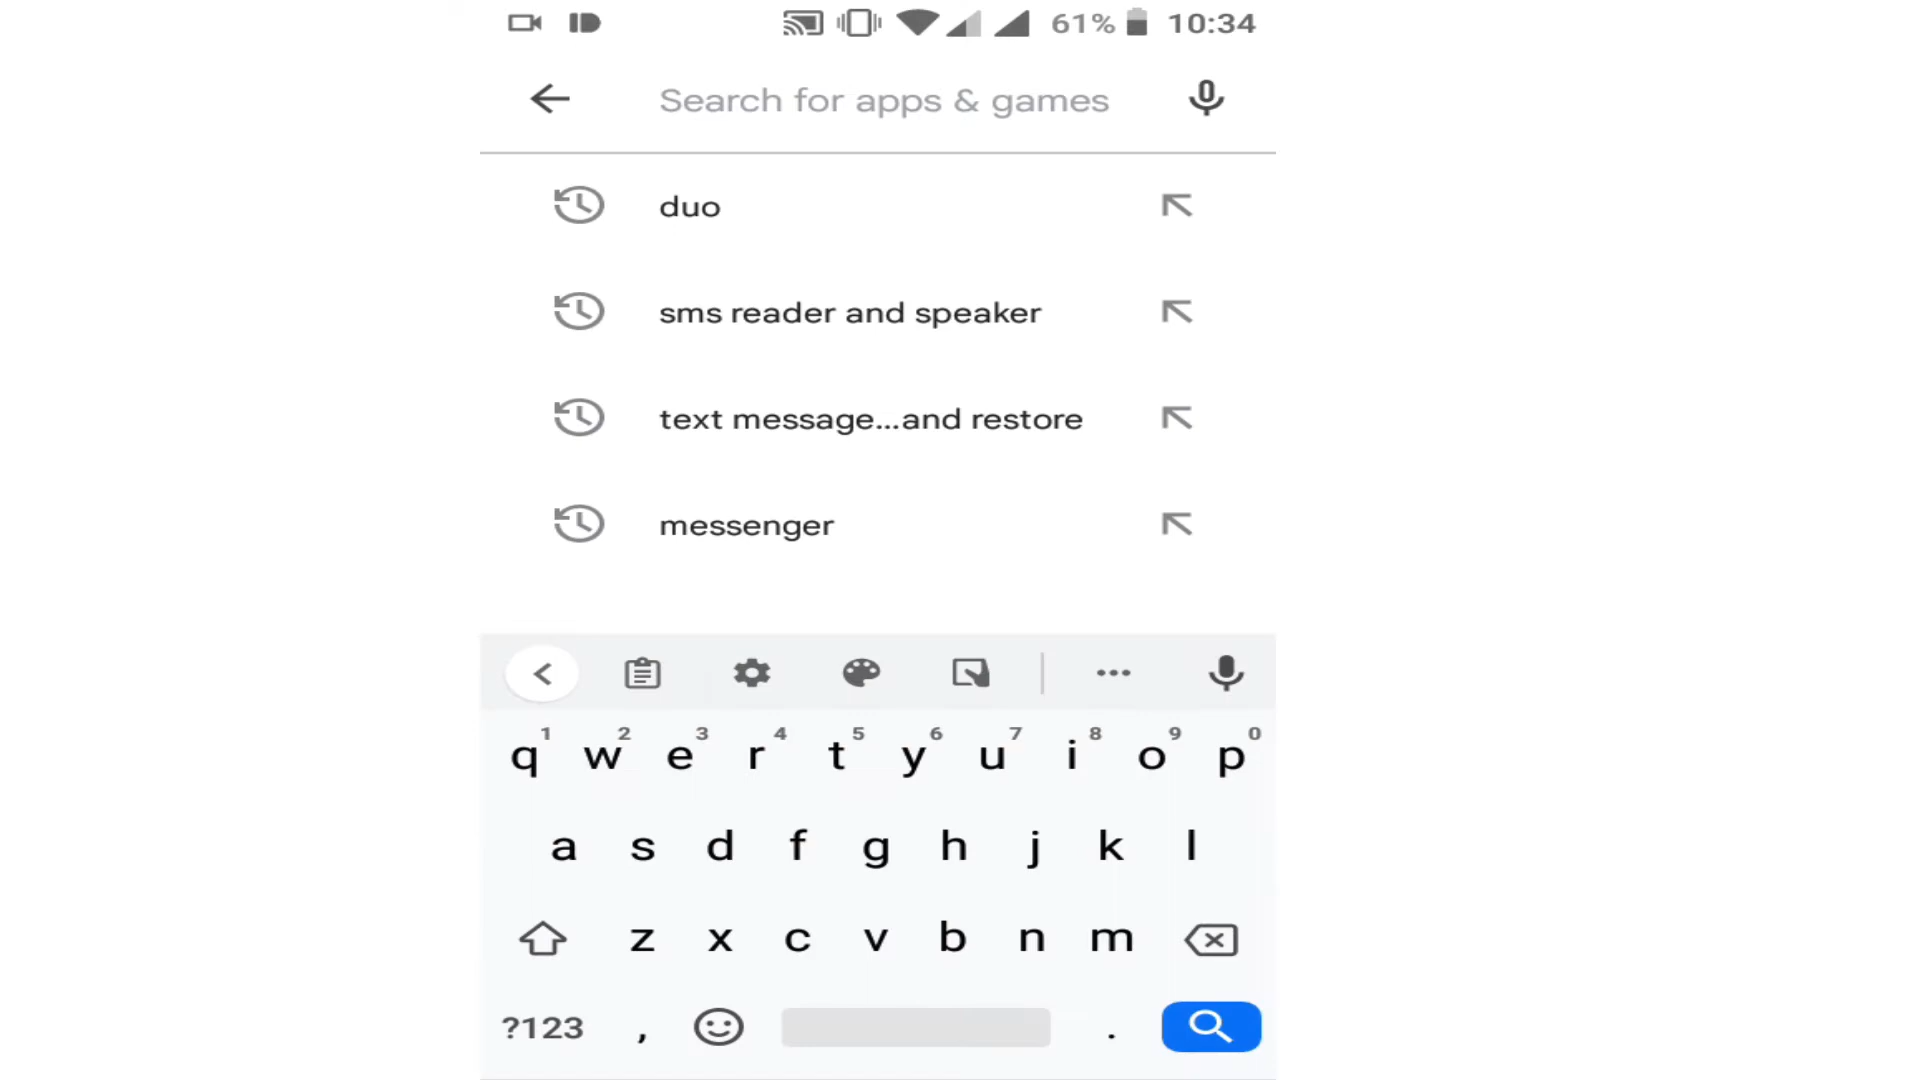 61% 10:34
Search for apps & games
duo
sms reader and speaker
text message...and restore
messenger
1 2 3 4 5 6 7 8 9 0
q w e r t y u i o p
a s d f g h j k l
z x c v b n m
?123 , .